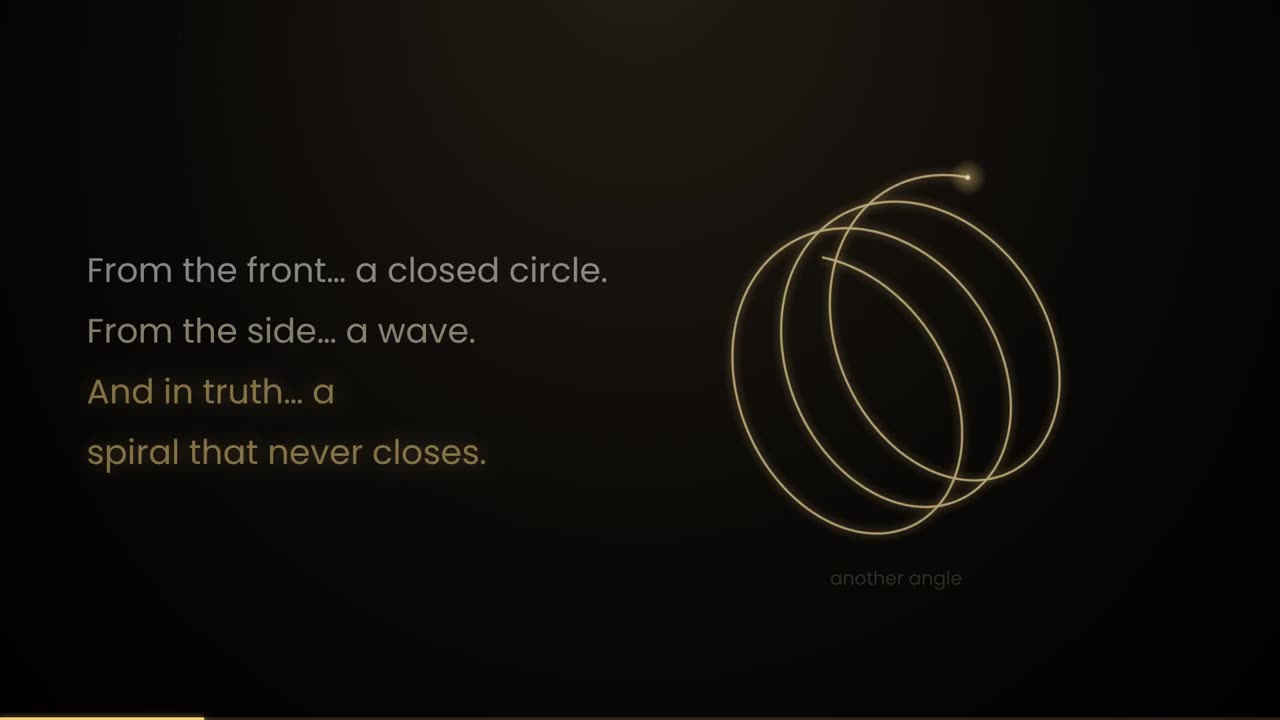 From the front… a closed circle.
From the side… a wave.
And in truth… a
spiral that never closes.
another angle